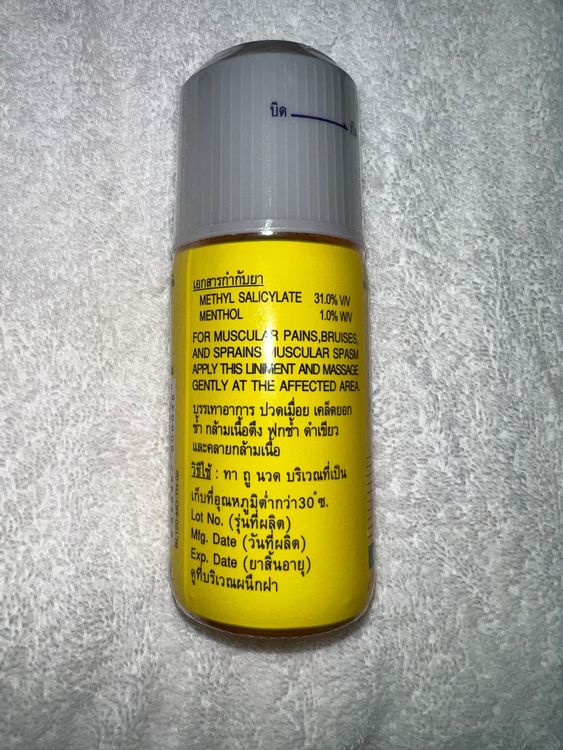 บิด
เอกสารกำกับยา
METHYL SALICYLATE 31.0% V/V
MENTHOL 1.0% W/V
FOR MUSCULAR PAINS,BRUISES,
AND SPRAINS MUSCULAR SPASM
APPLY THIS LINIMENT AND MASSAGE
GENTLY AT THE AFFECTED AREA.
บรรเทาอาการ ปวดเมื่อย เคล็ดยอก
ช้ำ กล้ามเนื้อตึง ฟกช้ำ ดำเขียว
และคลายกล้ามเนื้อ
วิธีใช้ : ทา ถู นวด บริเวณที่เป็น
เก็บที่อุณหภูมิต่ำกว่า30 ํซ.
Lot No. (รุ่นที่ผลิต)
Mfg. Date (วันที่ผลิต)
Exp. Date (ยาสิ้นอายุ)
ดูที่บริเวณผนึกฝา